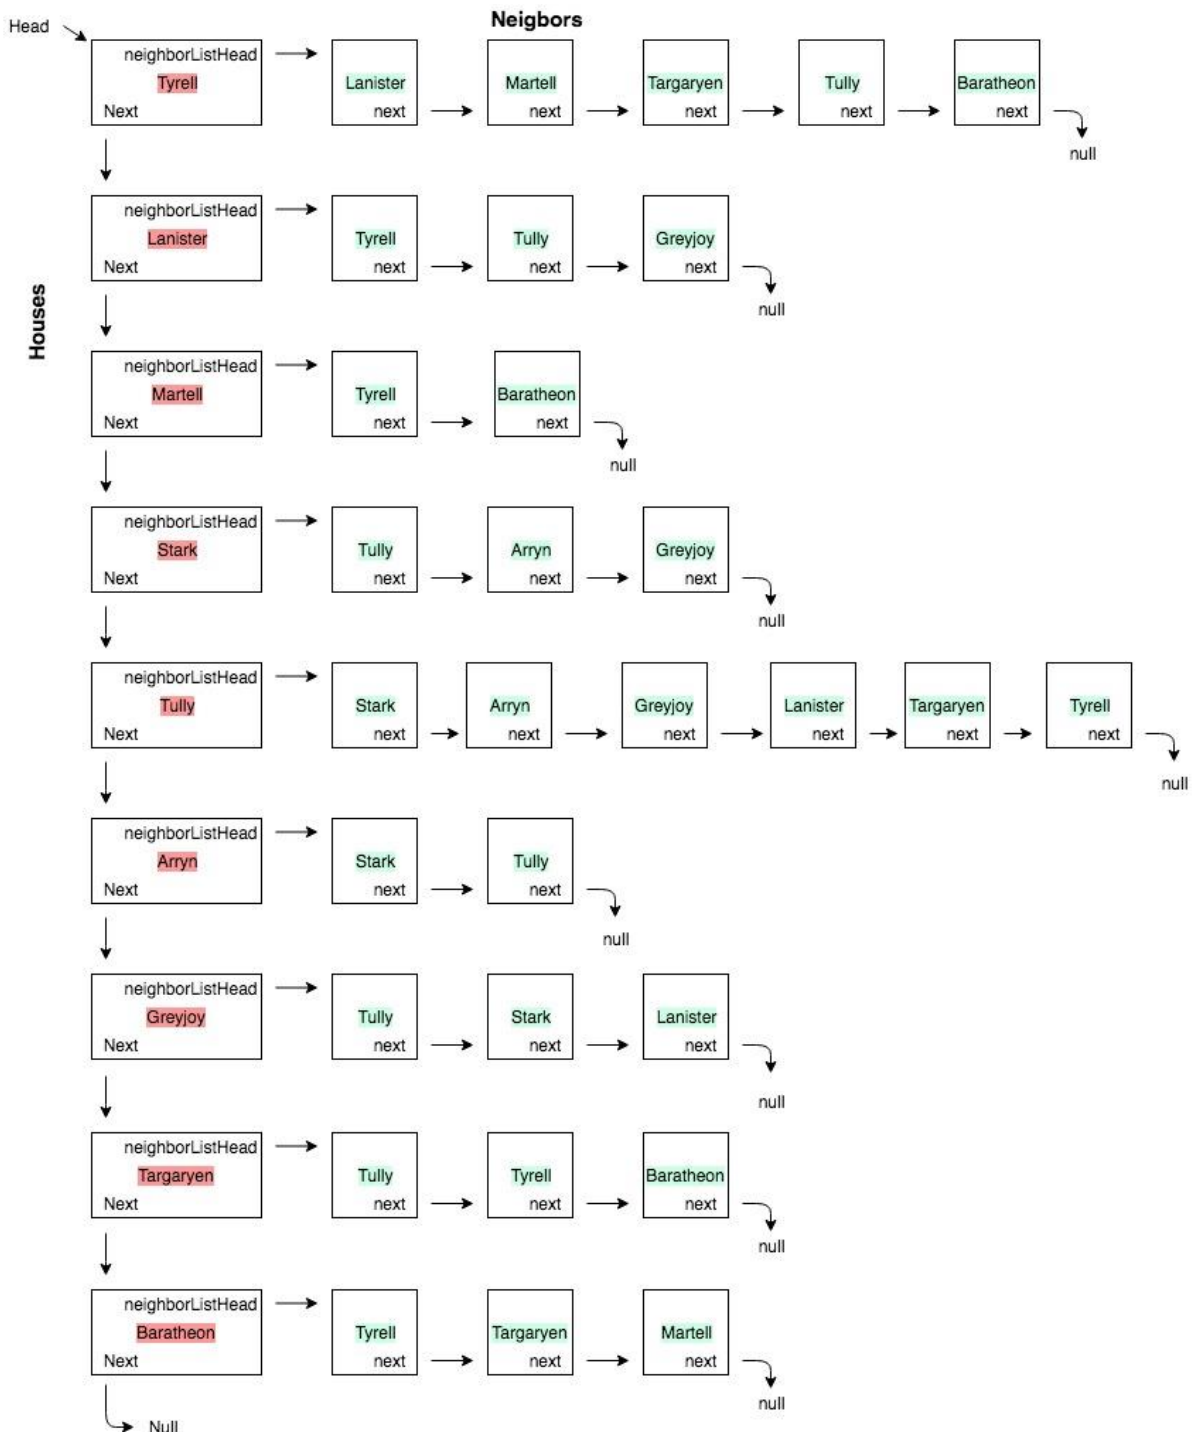 Neigbors
Head
neighborListHead
Tyrell Lanister Martell Targaryen Tully Baratheon
Next next next next next next
null
neighborListHead
Lanister Tyrell Tully Greyjoy
Next next next next
null
Houses
neighborListHead
Martell Tyrell Baratheon
Next next next
null
neighborListHead
Stark Tully Arryn Greyjoy
Next next next next
null
neighborListHead
Tully Stark Arryn Greyjoy Lanister Targaryen Tyrell
Next next next next next next next
null
neighborListHead
Arryn Stark Tully
Next next next
null
neighborListHead
Greyjoy Tully Stark Lanister
Next next next next
null
neighborListHead
Targaryen Tully Tyrell Baratheon
Next next next next
null
neighborListHead
Baratheon Tyrell Targaryen Martell
Next next next next
null
Null